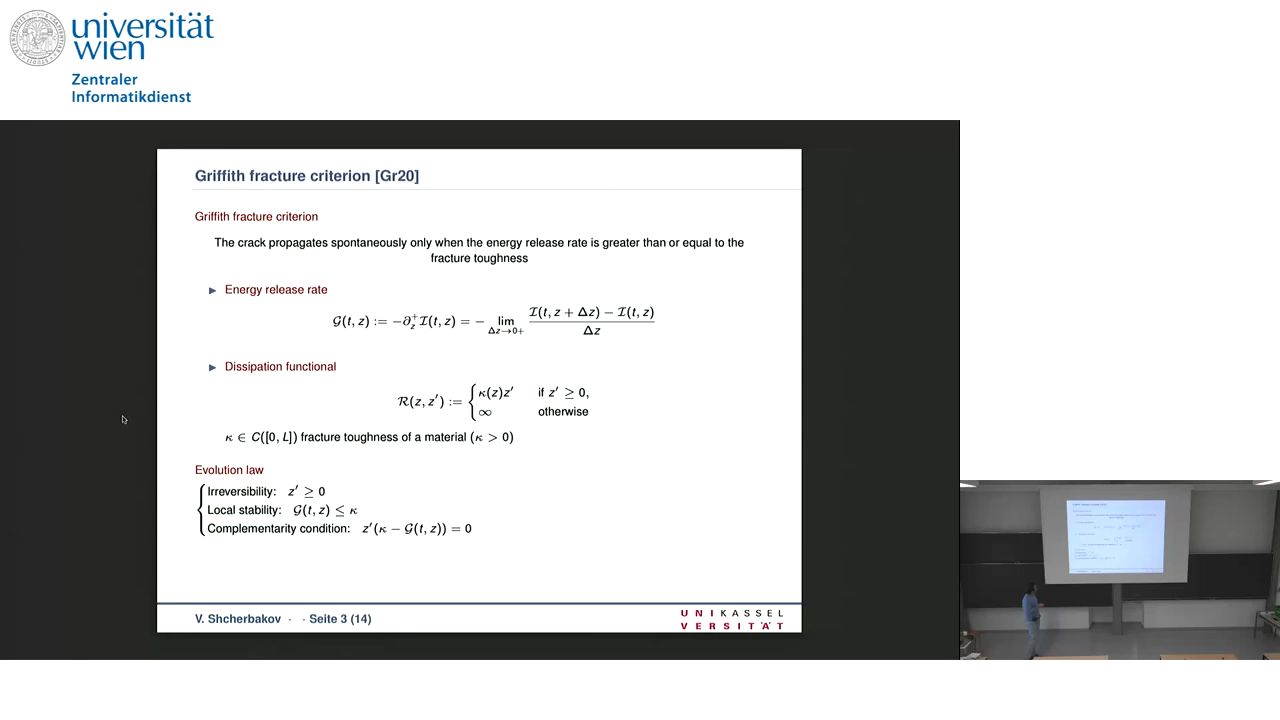 universität
wien
Zentraler
Informatikdienst
Griffith fracture criterion [Gr20]
Griffith fracture criterion
The crack propagates spontaneously only when the energy release rate is greater than or equal to the
fracture toughness
► Energy release rate
𝒢(t, z) := −∂_z^+ ℐ(t, z) = − lim_{Δz→0+} (ℐ(t, z + Δz) − ℐ(t, z)) / Δz
► Dissipation functional
ℛ(z, z′) := { κ(z)z′ if z′ ≥ 0,
∞ otherwise
κ ∈ C([0, L]) fracture toughness of a material (κ > 0)
Evolution law
Irreversibility: z′ ≥ 0
Local stability: 𝒢(t, z) ≤ κ
Complementarity condition: z′(κ − 𝒢(t, z)) = 0
V. Shcherbakov · · Seite 3 (14)
UNIKASSEL
VERSITÄT